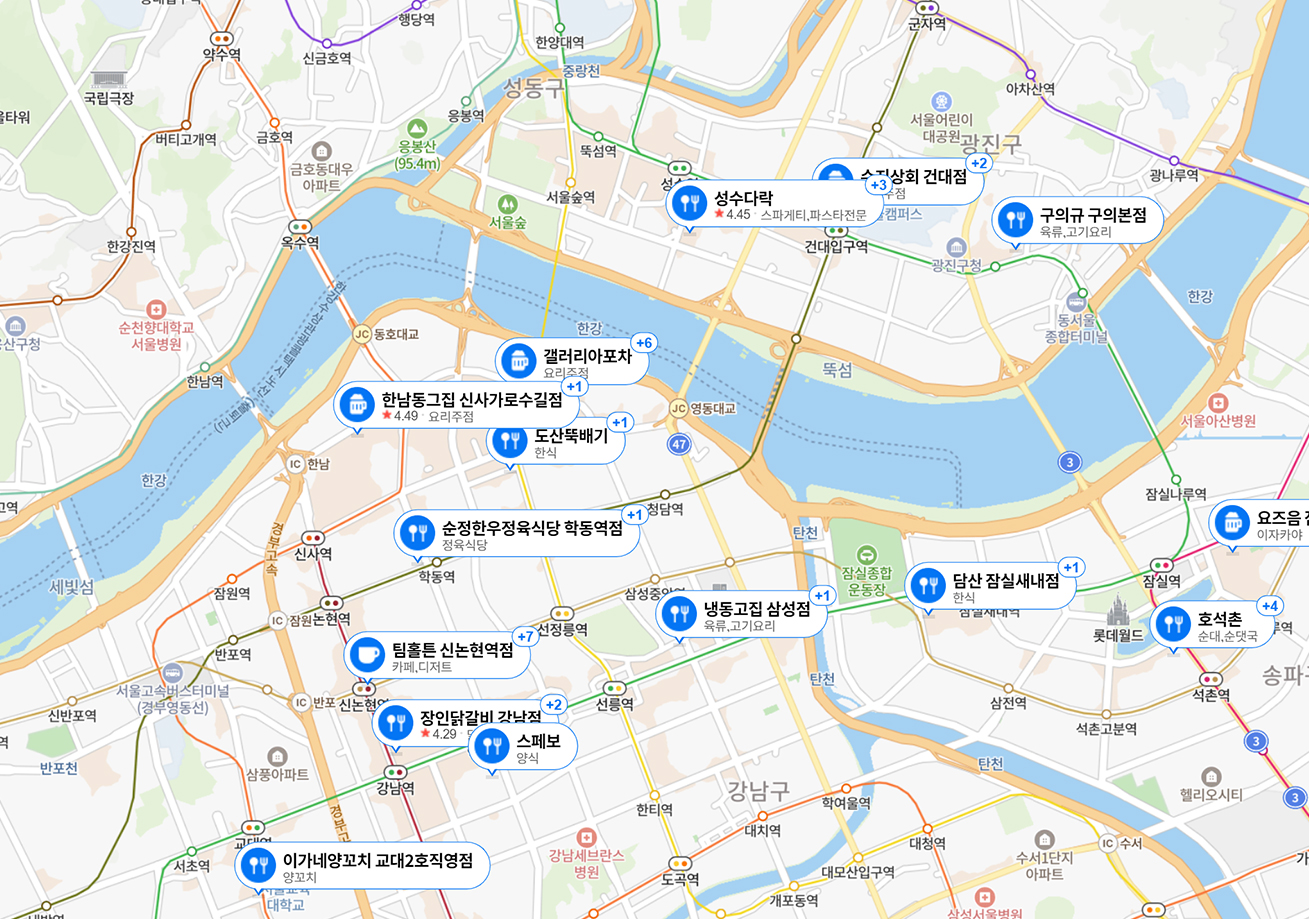 행당역
군자역
약수역
신금호역
한양대역
중랑천
성동구
국립극장
아차산역
서울어린이
대공원
광진구
응봉역
버티고개역
금호역
응봉산
(95.4m)
뚝섬역
금호동대우
아파트
광나루역
+2
건대점
서울숲역
+3
성수다락
4.45 · 스파게티,파스타전문
캠퍼스
구의규 구의본점
육류,고기요리
서울숲
옥수역
한강진역
건대입구역
광진구청
한강
순천향대학교
서울병원
동서울
종합터미널
JC
동호대교
한강
+6
갤러리아포차
요리주점
뚝섬
한남역
+1
한남동그집 신사가로수길점
4.49 · 요리주점
JC
영동대교
서울아산병원
+1
도산뚝배기
한식
47
3
IC
한남
한강
잠실나루역
청담역
+1
순정한우정육식당 학동역점
정육식당
경부고속
탄천
요즈음
이자카야
신사역
잠실종합
운동장
학동역
잠실역
+1
담산 잠실새내점
한식
세빛섬
잠원역
+1
냉동고집 삼성점
육류,고기요리
논현역
IC
잠원
선정릉역
롯데월드
+4
호석촌
순대,순댓국
+7
팀홀튼 신논현역점
카페,디저트
반포역
탄천
서울고속버스터미널
(경부영동선)
석촌역
신반포역
IC
반포
신논현역
선릉역
삼전역
+2
장인닭갈비 강남점
4.29
석촌고분역
스페보
양식
3
반포천
삼풍아파트
탄천
강남역
강남구
한티역
학여울역
헬리오시티
3
대치역
교대역
대청역
서초역
이가네양꼬치 교대2호직영점
양꼬치
강남세브란스
병원
수서1단지
아파트
IC
수서
대학교
도곡역
대모산입구역
개포동역
삼성서울병원